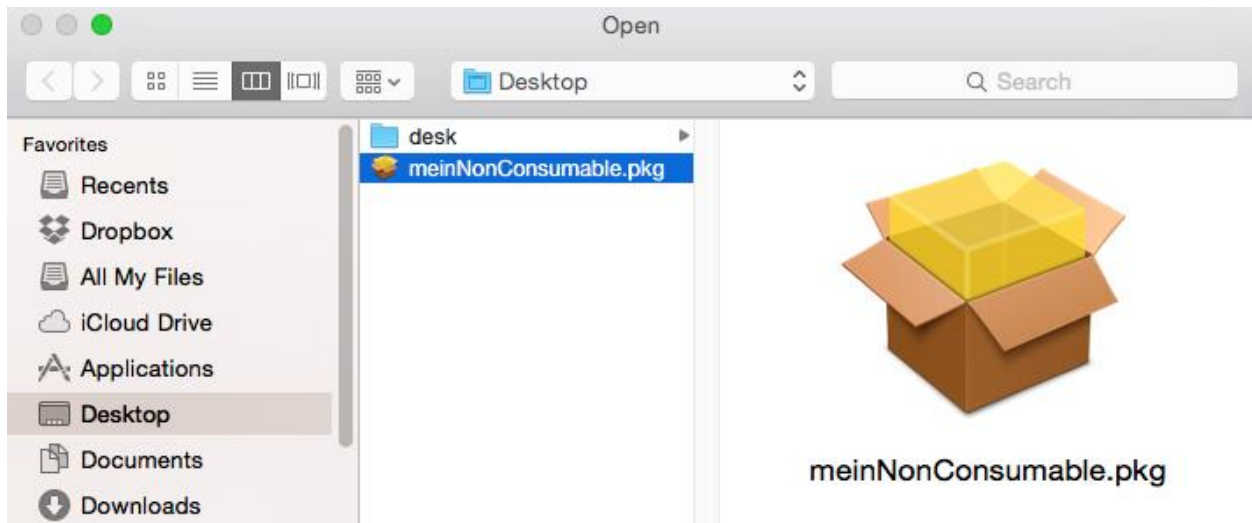 Open
Desktop
Search
Favorites
Recents
Dropbox
All My Files
iCloud Drive
Applications
Desktop
Documents
Downloads
desk
meinNonConsumable.pkg
meinNonConsumable.pkg